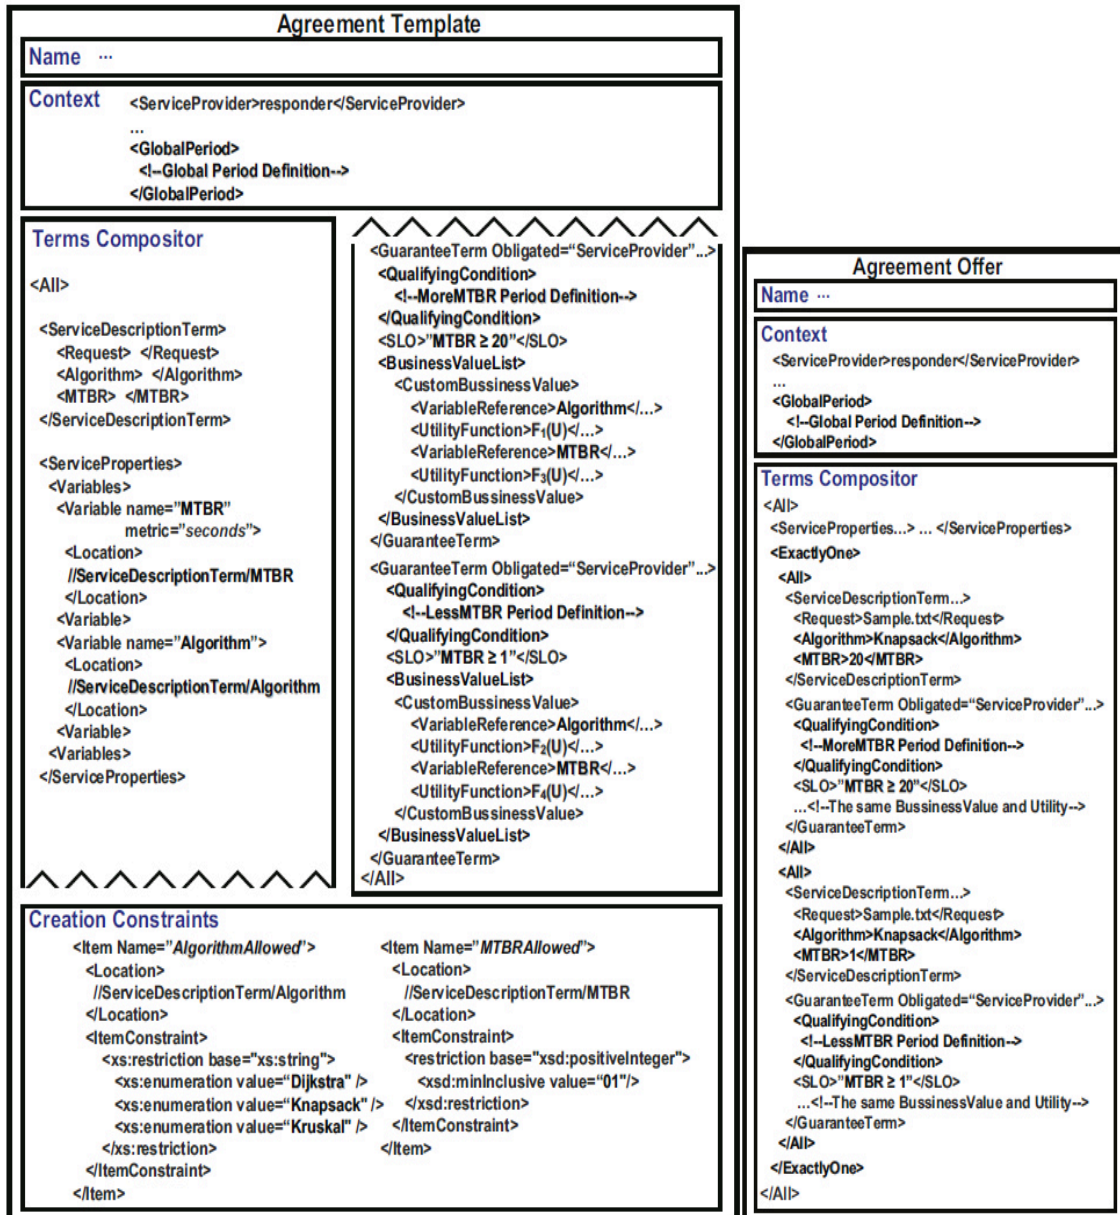 Agreement Template
Name ...
Context <ServiceProvider>responder</ServiceProvider>
...
<GlobalPeriod>
<!--Global Period Definition-->
</GlobalPeriod>
Terms Compositor
<All>
<ServiceDescriptionTerm>
<Request> </Request>
<Algorithm> </Algorithm>
<MTBR> </MTBR>
</ServiceDescriptionTerm>
<ServiceProperties>
<Variables>
<Variable name="MTBR"
metric="seconds">
<Location>
//ServiceDescriptionTerm/MTBR
</Location>
<Variable>
<Variable name="Algorithm">
<Location>
//ServiceDescriptionTerm/Algorithm
</Location>
<Variable>
<Variables>
</ServiceProperties>
<GuaranteeTerm Obligated="ServiceProvider"...>
<QualifyingCondition>
<!--MoreMTBR Period Definition-->
</QualifyingCondition>
<SLO>"MTBR ≥ 20"</SLO>
<BusinessValueList>
<CustomBussinessValue>
<VariableReference>Algorithm</...>
<UtilityFunction>F₁(U)</...>
<VariableReference>MTBR</...>
<UtilityFunction>F₃(U)</...>
</CustomBussinessValue>
</BusinessValueList>
</GuaranteeTerm>
<GuaranteeTerm Obligated="ServiceProvider"...>
<QualifyingCondition>
<!--LessMTBR Period Definition-->
</QualifyingCondition>
<SLO>"MTBR ≥ 1"</SLO>
<BusinessValueList>
<CustomBussinessValue>
<VariableReference>Algorithm</...>
<UtilityFunction>F₂(U)</...>
<VariableReference>MTBR</...>
<UtilityFunction>F₄(U)</...>
</CustomBussinessValue>
</BusinessValueList>
</GuaranteeTerm>
</All>
Creation Constraints
<Item Name="AlgorithmAllowed">
<Location>
//ServiceDescriptionTerm/Algorithm
</Location>
<ItemConstraint>
<xs:restriction base="xs:string">
<xs:enumeration value="Dijkstra" />
<xs:enumeration value="Knapsack" />
<xs:enumeration value="Kruskal" />
</xs:restriction>
</ItemConstraint>
</Item>
<Item Name="MTBRAllowed">
<Location>
//ServiceDescriptionTerm/MTBR
</Location>
<ItemConstraint>
<restriction base="xsd:positiveInteger">
<xsd:minInclusive value="01"/>
</xsd:restriction>
</ItemConstraint>
</Item>
Agreement Offer
Name ...
Context
<ServiceProvider>responder</ServiceProvider>
...
<GlobalPeriod>
<!--Global Period Definition-->
</GlobalPeriod>
Terms Compositor
<All>
<ServiceProperties...> ... </ServiceProperties>
<ExactlyOne>
<All>
<ServiceDescriptionTerm...>
<Request>Sample.txt</Request>
<Algorithm>Knapsack</Algorithm>
<MTBR>20</MTBR>
</ServiceDescriptionTerm>
<GuaranteeTerm Obligated="ServiceProvider"...>
<QualifyingCondition>
<!--MoreMTBR Period Definition-->
</QualifyingCondition>
<SLO>"MTBR ≥ 20"</SLO>
...<!--The same BussinessValue and Utility-->
</GuaranteeTerm>
</All>
<All>
<ServiceDescriptionTerm...>
<Request>Sample.txt</Request>
<Algorithm>Knapsack</Algorithm>
<MTBR>1</MTBR>
</ServiceDescriptionTerm>
<GuaranteeTerm Obligated="ServiceProvider"...>
<QualifyingCondition>
<!--LessMTBR Period Definition-->
</QualifyingCondition>
<SLO>"MTBR ≥ 1"</SLO>
...<!--The same BussinessValue and Utility-->
</GuaranteeTerm>
</All>
</ExactlyOne>
</All>